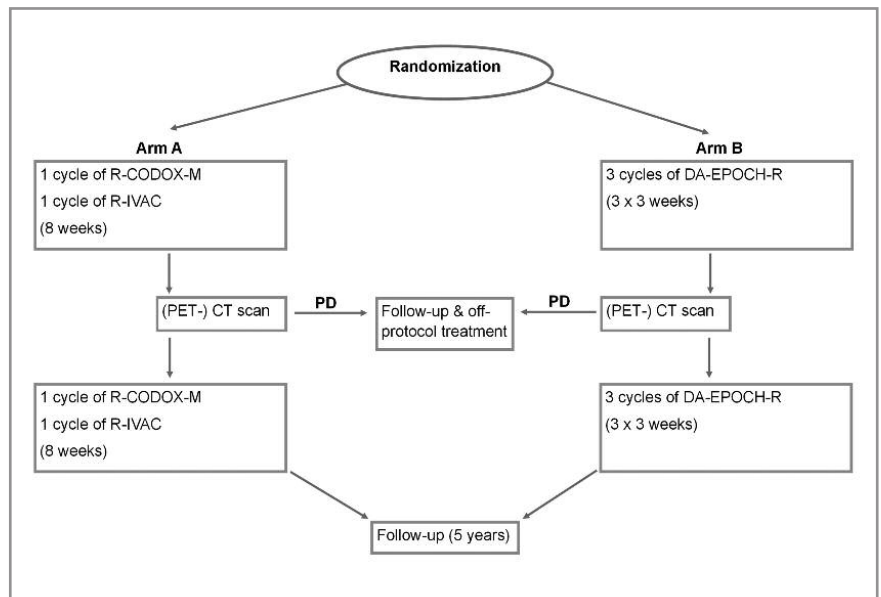 Randomization
Arm A
1 cycle of R-CODOX-M
1 cycle of R-IVAC
(8 weeks)
Arm B
3 cycles of DA-EPOCH-R
(3 x 3 weeks)
(PET-) CT scan
PD
Follow-up & off-
protocol treatment
PD
(PET-) CT scan
1 cycle of R-CODOX-M
1 cycle of R-IVAC
(8 weeks)
3 cycles of DA-EPOCH-R
(3 x 3 weeks)
Follow-up (5 years)